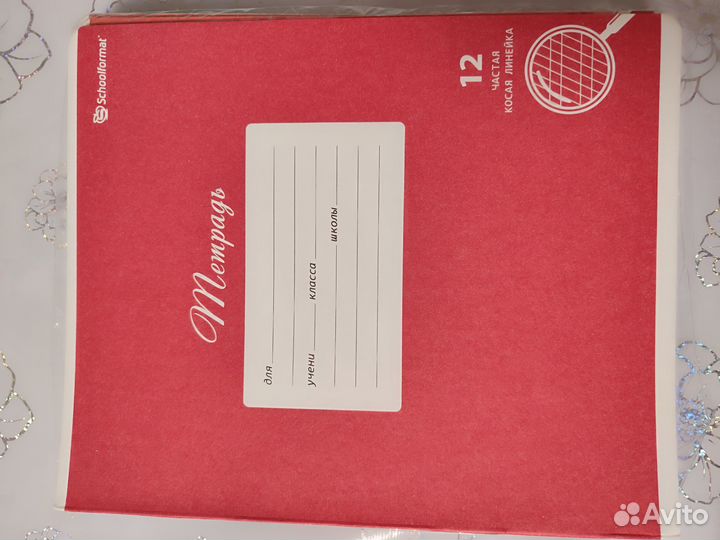 Schoolformat
12
ЧАСТАЯ
КОСАЯ ЛИНЕЙКА
Тетрадь
для
учени класса
школы
Avito